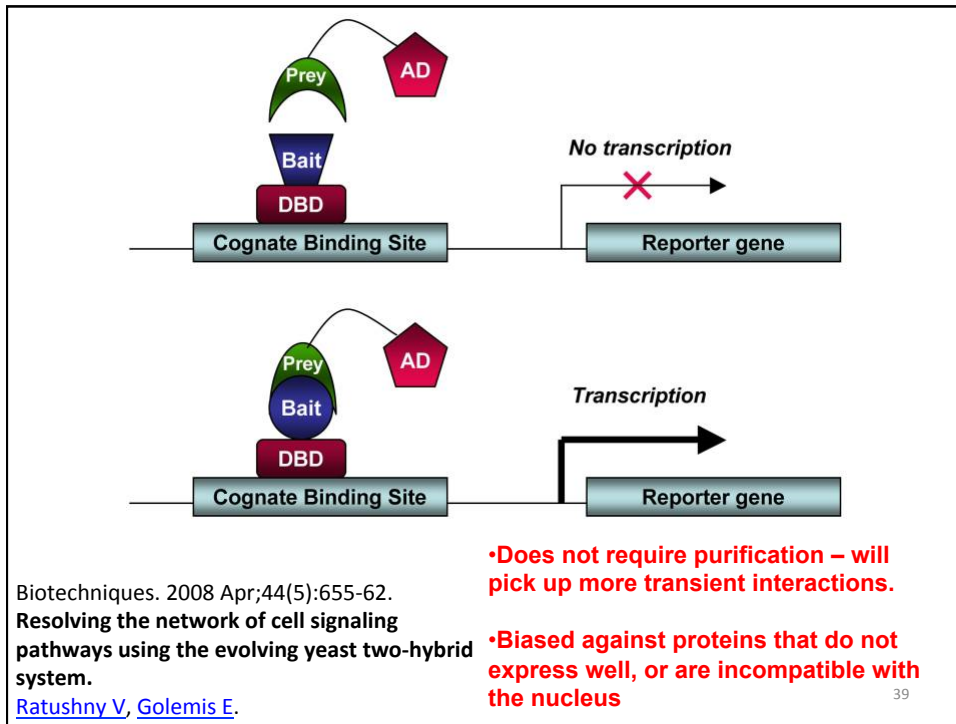 Prey
AD
Bait
No transcription
DBD
Cognate Binding Site
Reporter gene
Prey
AD
Bait
Transcription
DBD
Cognate Binding Site
Reporter gene
Biotechniques. 2008 Apr;44(5):655-62.
Resolving the network of cell signaling
pathways using the evolving yeast two-hybrid
system.
Ratushny V, Golemis E.
•Does not require purification – will
pick up more transient interactions.
•Biased against proteins that do not
express well, or are incompatible with
the nucleus
39